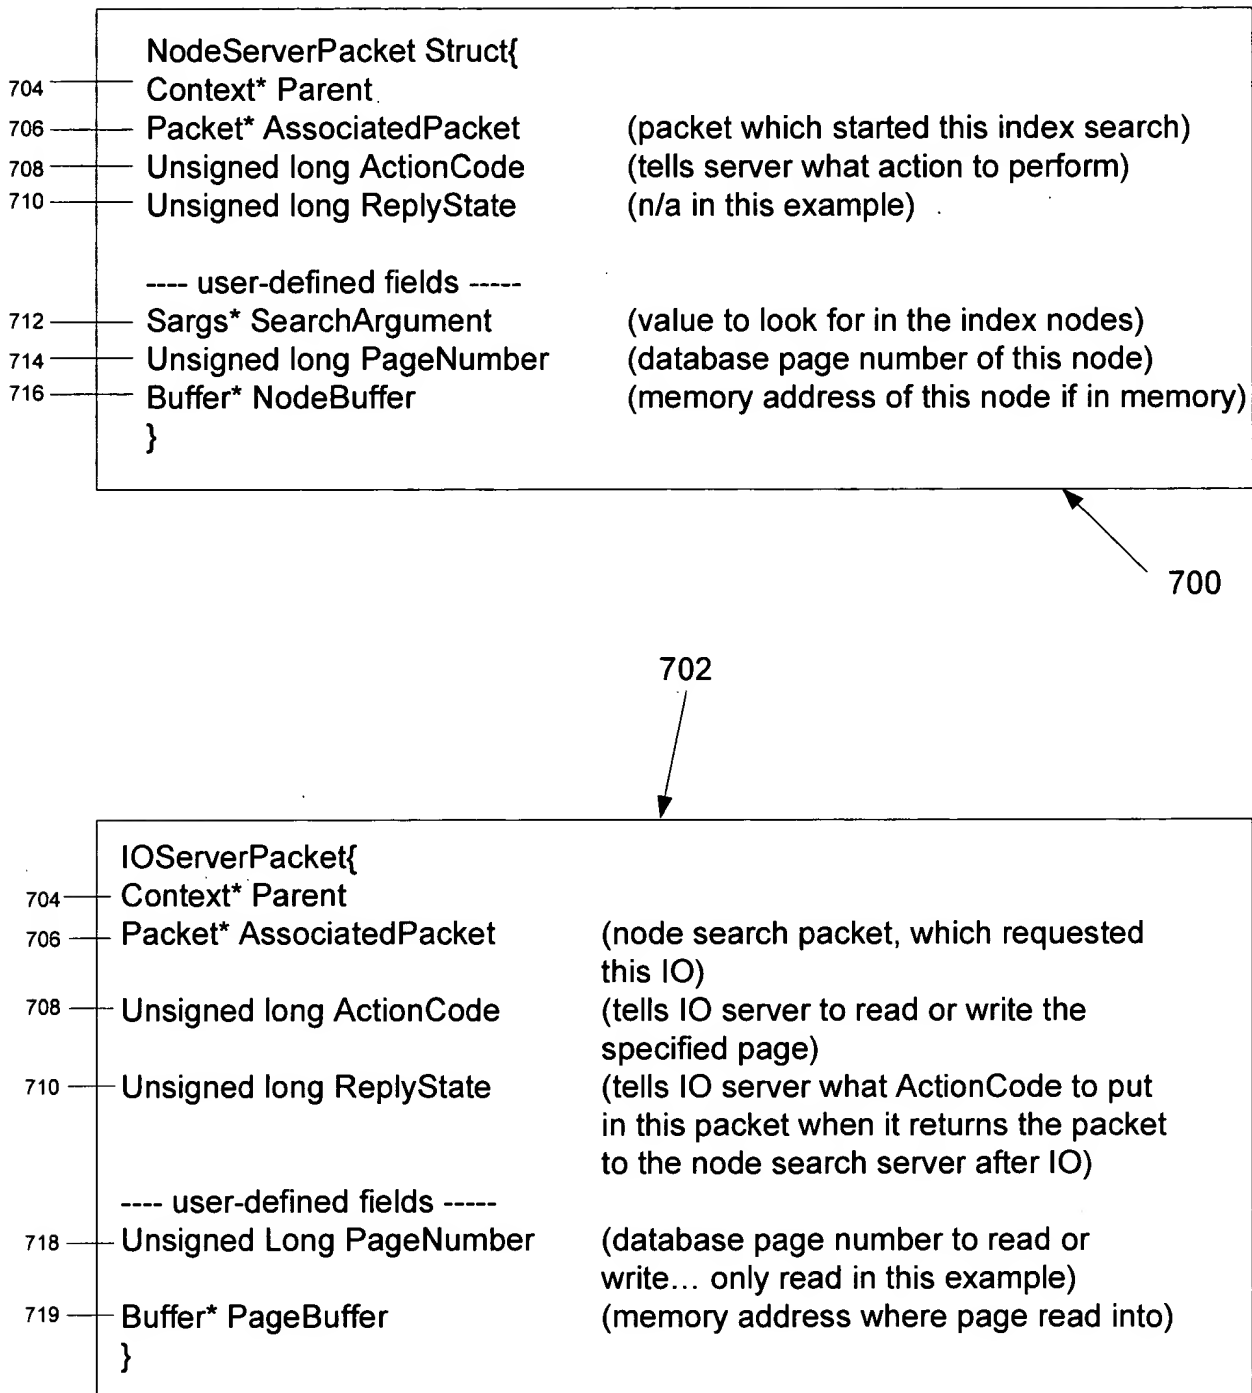 NodeServerPacket Struct{
704 Context* Parent
706 Packet* AssociatedPacket (packet which started this index search)
708 Unsigned long ActionCode (tells server what action to perform)
710 Unsigned long ReplyState (n/a in this example)
---- user-defined fields -----
712 Sargs* SearchArgument (value to look for in the index nodes)
714 Unsigned long PageNumber (database page number of this node)
716 Buffer* NodeBuffer (memory address of this node if in memory)
}
700
702
IOServerPacket{
704 Context* Parent
706 Packet* AssociatedPacket (node search packet, which requested
this IO)
708 Unsigned long ActionCode (tells IO server to read or write the
specified page)
710 Unsigned long ReplyState (tells IO server what ActionCode to put
in this packet when it returns the packet
to the node search server after IO)
---- user-defined fields -----
718 Unsigned Long PageNumber (database page number to read or
write... only read in this example)
719 Buffer* PageBuffer (memory address where page read into)
}